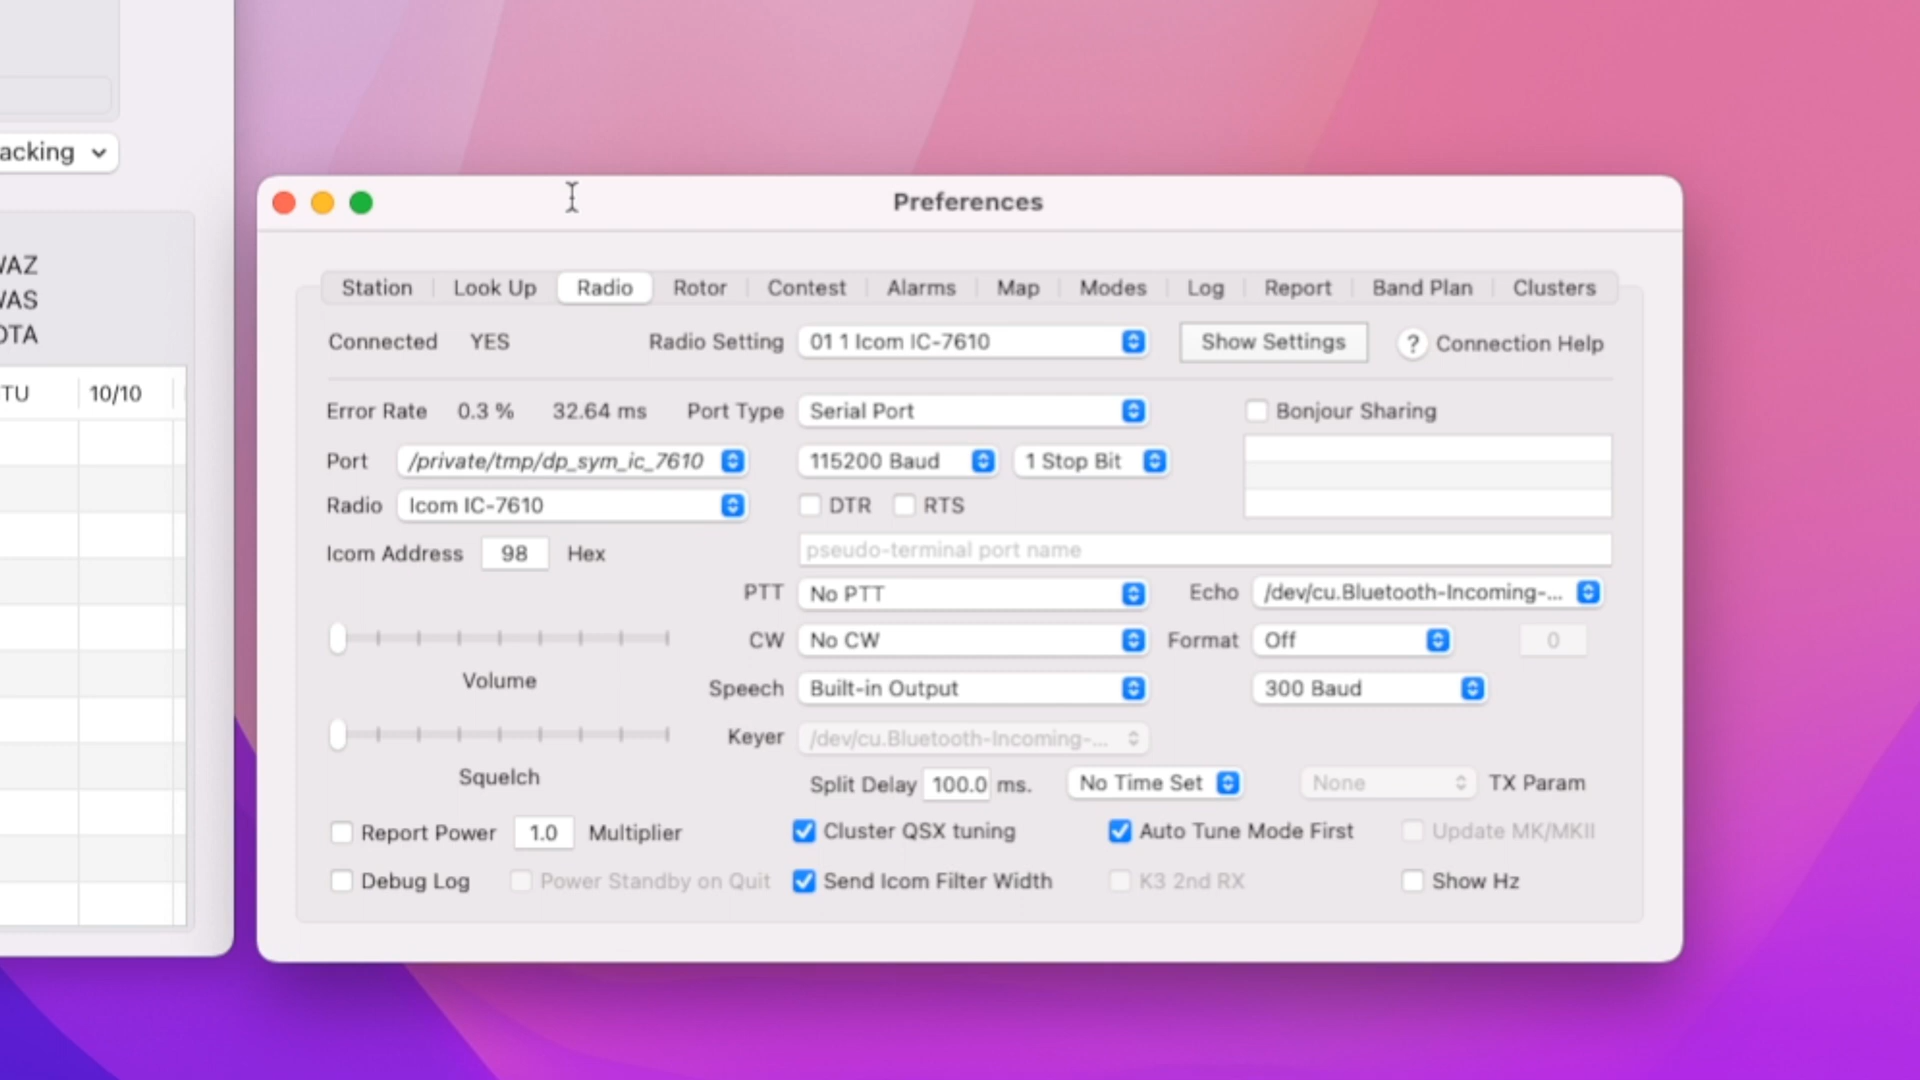 acking
WAZ
WAS
OTA
TU 10/10
Preferences
Station Look Up Radio Rotor Contest Alarms Map Modes Log Report Band Plan Clusters
Connected YES Radio Setting 01 1 Icom IC-7610 Show Settings ? Connection Help
Error Rate 0.3 % 32.64 ms Port Type Serial Port Bonjour Sharing
Port /private/tmp/dp_sym_ic_7610 115200 Baud 1 Stop Bit
Radio Icom IC-7610 DTR RTS
Icom Address 98 Hex pseudo-terminal port name
PTT No PTT Echo /dev/cu.Bluetooth-Incoming-...
CW No CW Format Off 0
Volume Speech Built-in Output 300 Baud
Keyer /dev/cu.Bluetooth-Incoming-...
Squelch Split Delay 100.0 ms. No Time Set None TX Param
Report Power 1.0 Multiplier Cluster QSX tuning Auto Tune Mode First Update MK/MKII
Debug Log Power Standby on Quit Send Icom Filter Width K3 2nd RX Show Hz